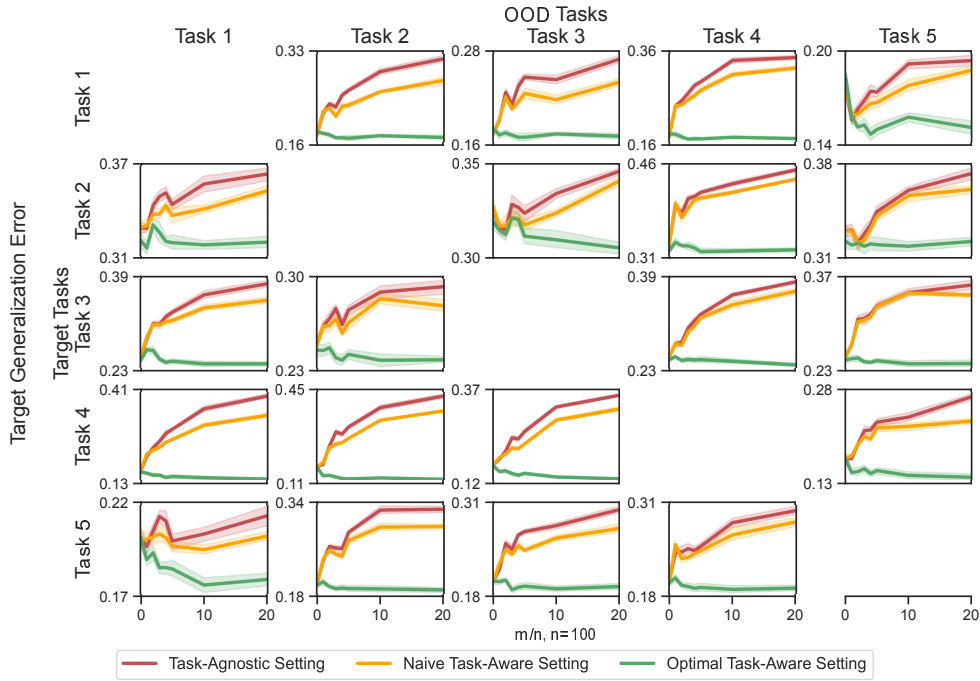 OOD Tasks
Task 1 Task 2 Task 3 Task 4 Task 5
Target Generalization Error
Target Tasks
Task 1
0.33 0.28 0.36 0.20
0.16 0.16 0.16 0.14
Task 2
0.37 0.35 0.46 0.38
0.31 0.30 0.31 0.31
Task 3
0.39 0.30 0.39 0.37
0.23 0.23 0.23 0.23
Task 4
0.41 0.45 0.37 0.28
0.13 0.11 0.12 0.13
Task 5
0.22 0.34 0.31 0.31
0.17 0.18 0.18 0.18
0 10 20 0 10 20 0 10 20 0 10 20 0 10 20
m/n, n=100
Task-Agnostic Setting Naive Task-Aware Setting Optimal Task-Aware Setting